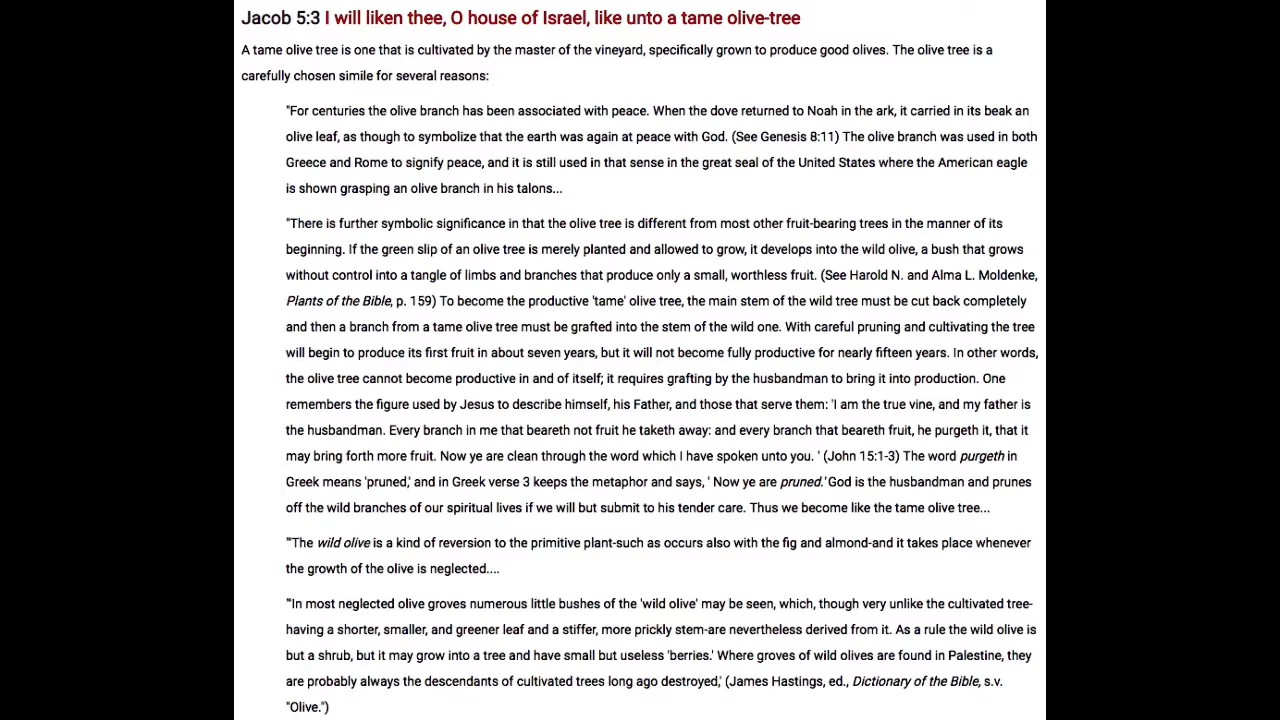 Jacob 5:3 I will liken thee, O house of Israel, like unto a tame olive-tree
A tame olive tree is one that is cultivated by the master of the vineyard, specifically grown to produce good olives. The olive tree is a
carefully chosen simile for several reasons:
"For centuries the olive branch has been associated with peace. When the dove returned to Noah in the ark, it carried in its beak an
olive leaf, as though to symbolize that the earth was again at peace with God. (See Genesis 8:11) The olive branch was used in both
Greece and Rome to signify peace, and it is still used in that sense in the great seal of the United States where the American eagle
is shown grasping an olive branch in his talons...
"There is further symbolic significance in that the olive tree is different from most other fruit-bearing trees in the manner of its
beginning. If the green slip of an olive tree is merely planted and allowed to grow, it develops into the wild olive, a bush that grows
without control into a tangle of limbs and branches that produce only a small, worthless fruit. (See Harold N. and Alma L. Moldenke,
Plants of the Bible, p. 159) To become the productive 'tame' olive tree, the main stem of the wild tree must be cut back completely
and then a branch from a tame olive tree must be grafted into the stem of the wild one. With careful pruning and cultivating the tree
will begin to produce its first fruit in about seven years, but it will not become fully productive for nearly fifteen years. In other words,
the olive tree cannot become productive in and of itself; it requires grafting by the husbandman to bring it into production. One
remembers the figure used by Jesus to describe himself, his Father, and those that serve them: 'I am the true vine, and my father is
the husbandman. Every branch in me that beareth not fruit he taketh away: and every branch that beareth fruit, he purgeth it, that it
may bring forth more fruit. Now ye are clean through the word which I have spoken unto you. ' (John 15:1-3) The word purgeth in
Greek means 'pruned,' and in Greek verse 3 keeps the metaphor and says, ' Now ye are pruned.' God is the husbandman and prunes
off the wild branches of our spiritual lives if we will but submit to his tender care. Thus we become like the tame olive tree...
"'The wild olive is a kind of reversion to the primitive plant-such as occurs also with the fig and almond-and it takes place whenever
the growth of the olive is neglected....
"'In most neglected olive groves numerous little bushes of the 'wild olive' may be seen, which, though very unlike the cultivated tree-
having a shorter, smaller, and greener leaf and a stiffer, more prickly stem-are nevertheless derived from it. As a rule the wild olive is
but a shrub, but it may grow into a tree and have small but useless 'berries.' Where groves of wild olives are found in Palestine, they
are probably always the descendants of cultivated trees long ago destroyed,' (James Hastings, ed., Dictionary of the Bible, s.v.
"Olive.")